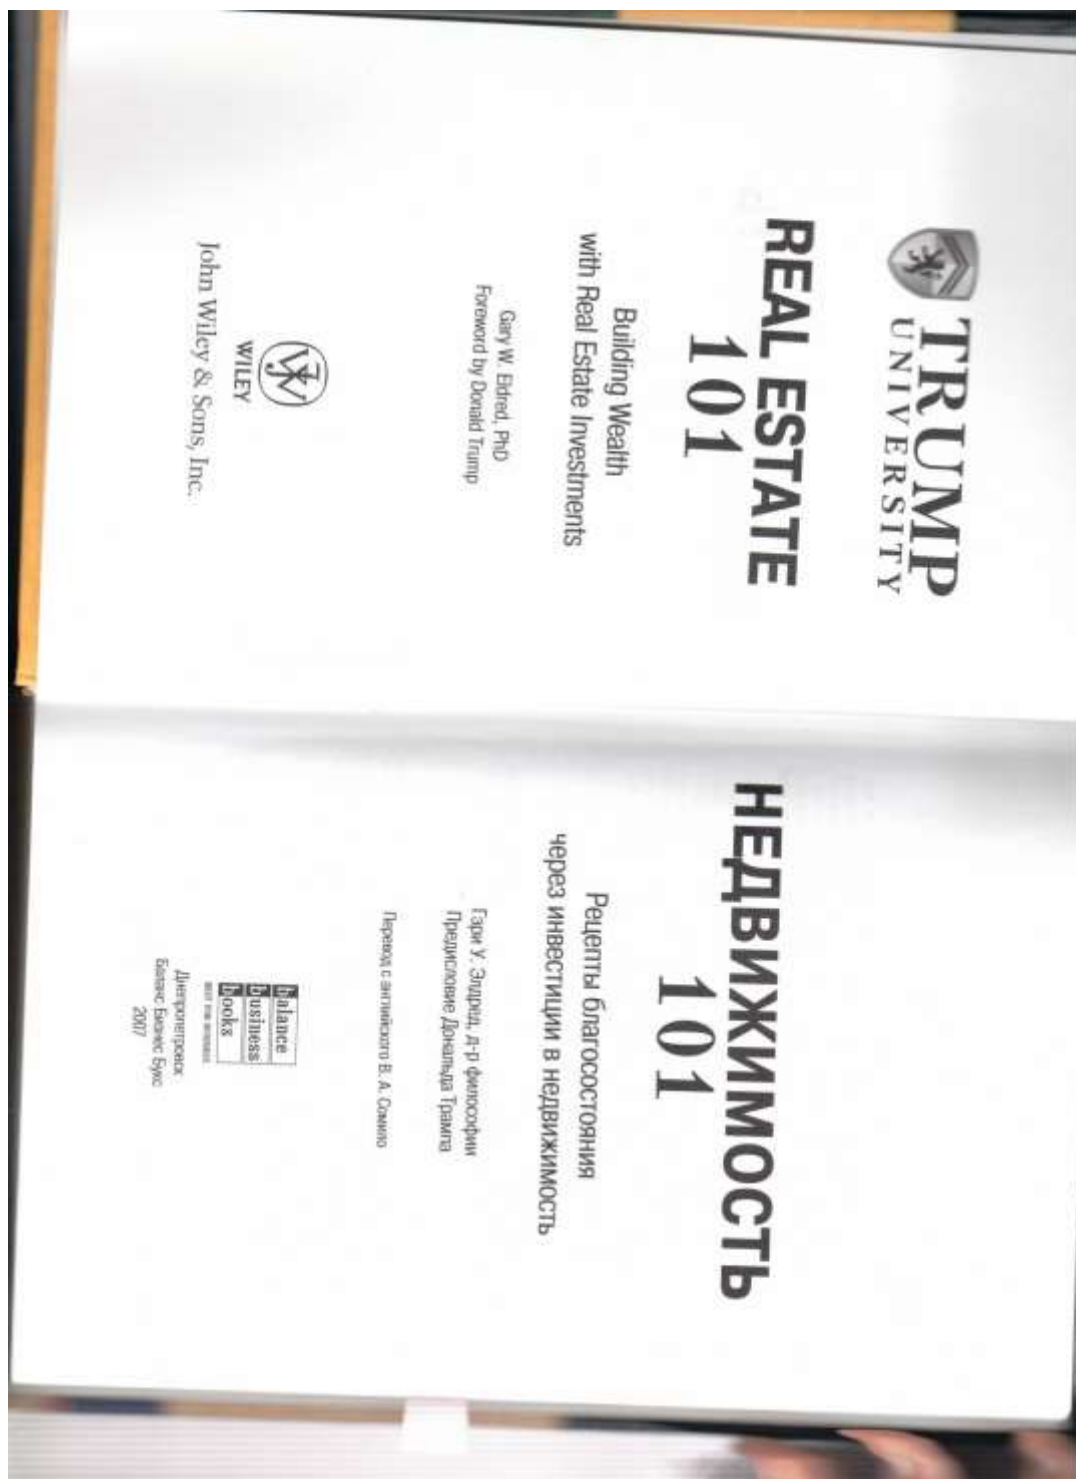 TRUMP
UNIVERSITY
REAL ESTATE
101
Building Wealth
with Real Estate Investments
Gary W. Eldred, PhD
Foreword by Donald Trump
WILEY
John Wiley & Sons, Inc.
НЕДВИЖИМОСТЬ
101
Рецепты благосостояния
через инвестиции в недвижимость
Гэри У. Элдред, д-р философии
Предисловие Дональда Трампа
Перевод с английского В. А. Сомило
balance
business
books
Днепропетровск
Баланс Бизнес Букс
2007